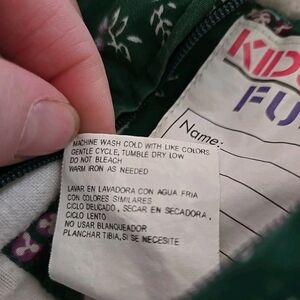 KID
FU
Name:
MACHINE WASH COLD WITH LIKE COLORS
GENTLE CYCLE, TUMBLE DRY LOW
DO NOT BLEACH
WARM IRON AS NEEDED
LAVAR EN LAVADORA CON AGUA FRIA
CON COLORES SIMILARES
CICLO DELICADO, SECAR EN SECADORA,
CICLO LENTO
NO USAR BLANQUEADOR
PLANCHAR TIBIA, SI SE NECESITE